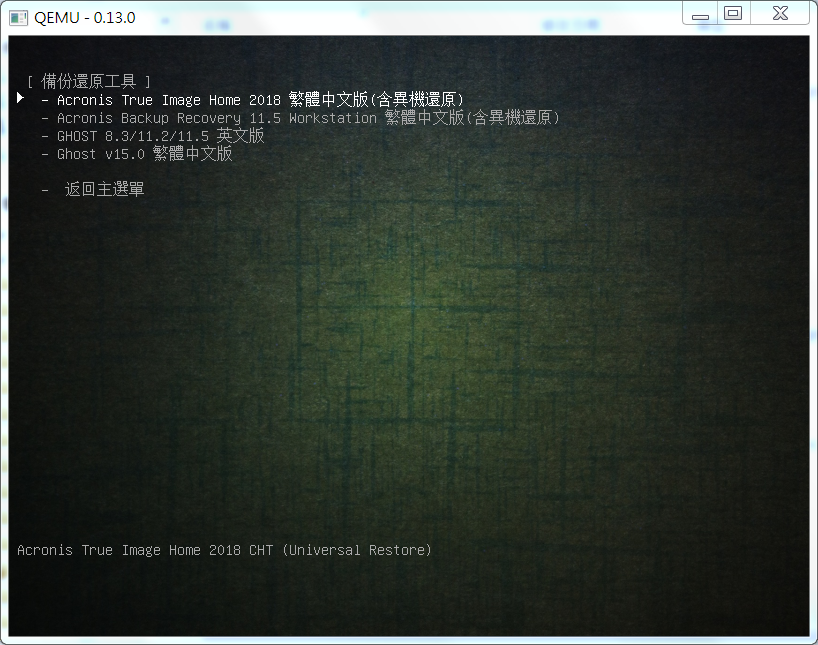 QEMU - 0.13.0
[ 備份還原工具 ]
- Acronis True Image Home 2018 繁體中文版(含異機還原)
- Acronis Backup Recovery 11.5 Workstation 繁體中文版(含異機還原)
- GHOST 8.3/11.2/11.5 英文版
- Ghost v15.0 繁體中文版
- 返回主選單
Acronis True Image Home 2018 CHT (Universal Restore)